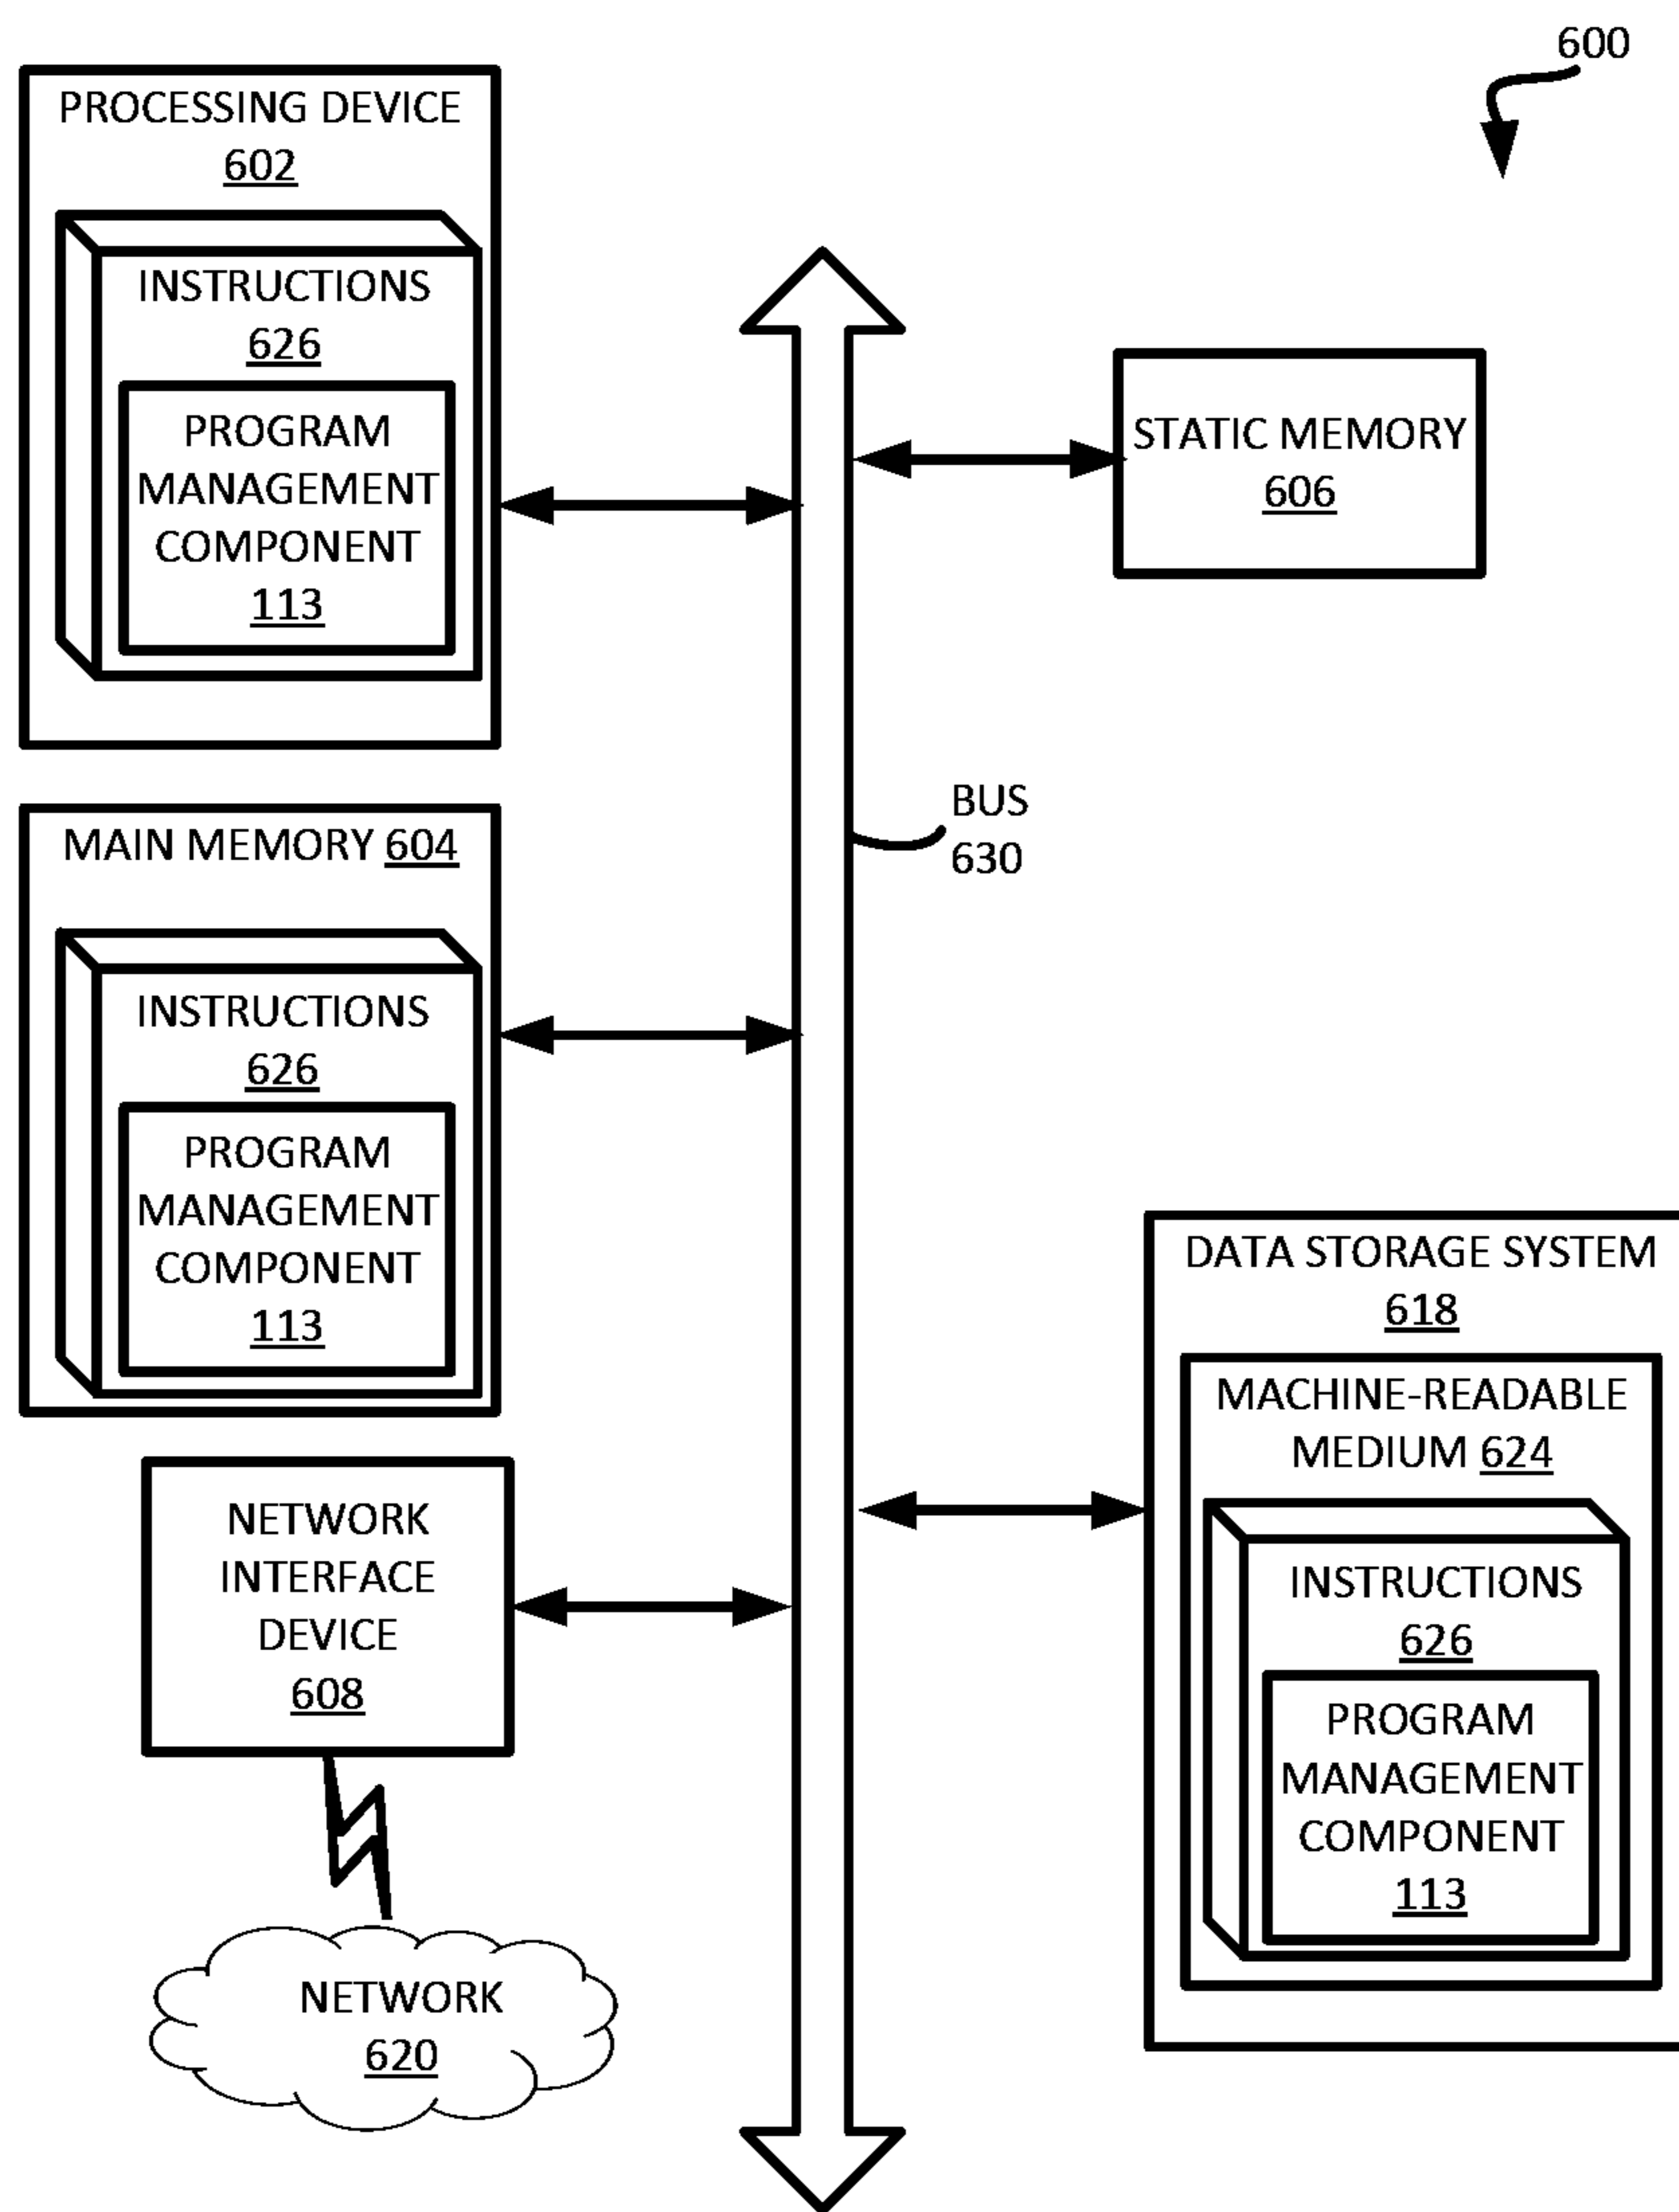 600
PROCESSING DEVICE
602
INSTRUCTIONS
626
PROGRAM
MANAGEMENT
COMPONENT
113
STATIC MEMORY
606
BUS
630
MAIN MEMORY 604
INSTRUCTIONS
626
PROGRAM
MANAGEMENT
COMPONENT
113
DATA STORAGE SYSTEM
618
MACHINE-READABLE
MEDIUM 624
INSTRUCTIONS
626
PROGRAM
MANAGEMENT
COMPONENT
113
NETWORK
INTERFACE
DEVICE
608
NETWORK
620